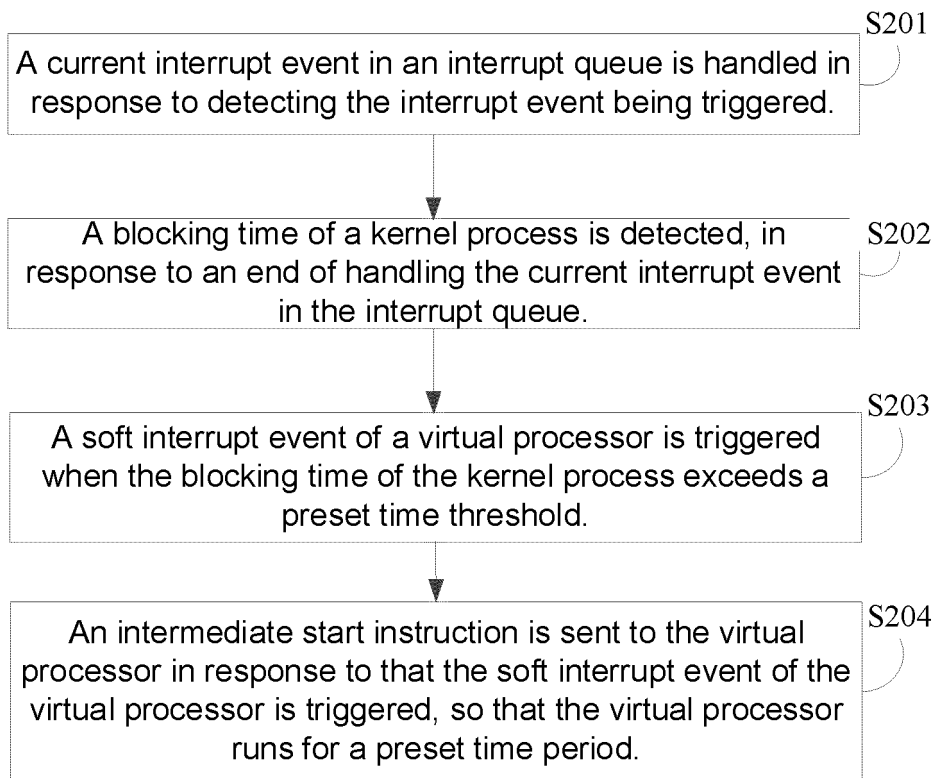 S201
A current interrupt event in an interrupt queue is handled in
response to detecting the interrupt event being triggered.
S202
A blocking time of a kernel process is detected, in
response to an end of handling the current interrupt event
in the interrupt queue.
S203
A soft interrupt event of a virtual processor is triggered
when the blocking time of the kernel process exceeds a
preset time threshold.
S204
An intermediate start instruction is sent to the virtual
processor in response to that the soft interrupt event of the
virtual processor is triggered, so that the virtual processor
runs for a preset time period.